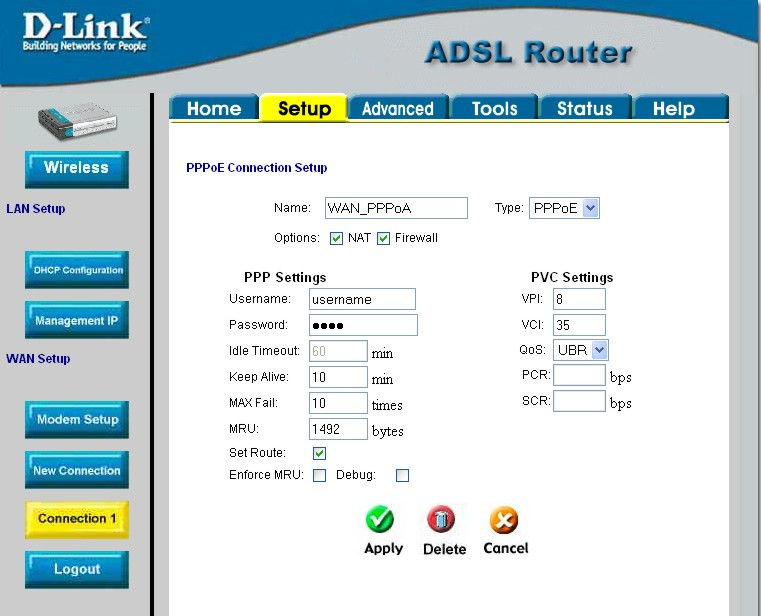 D-Link®
Building Networks for People
ADSL Router
Home Setup Advanced Tools Status Help
Wireless
LAN Setup
DHCP Configuration
Management IP
WAN Setup
Modem Setup
New Connection
Connection 1
Logout
PPPoE Connection Setup
Name: WAN_PPPoA Type: PPPoE
Options: NAT Firewall
PPP Settings PVC Settings
Username: username VPI: 8
Password: ●●●● VCI: 35
Idle Timeout: 60 min QoS: UBR
Keep Alive: 10 min PCR: bps
MAX Fail: 10 times SCR: bps
MRU: 1492 bytes
Set Route:
Enforce MRU: Debug:
Apply Delete Cancel